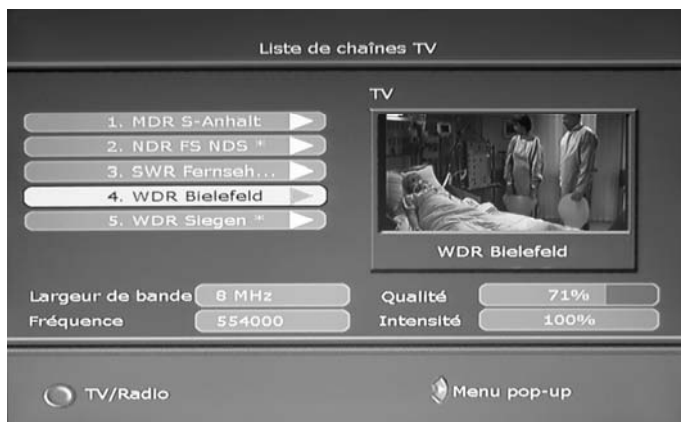 Liste de chaînes TV
TV
1. MDR S-Anhalt
2. NDR FS NDS *
3. SWR Fernseh...
4. WDR Bielefeld
5. WDR Siegen *
WDR Bielefeld
Largeur de bande 8 MHz
Fréquence 554000
Qualité 71%
Intensité 100%
TV/Radio
Menu pop-up